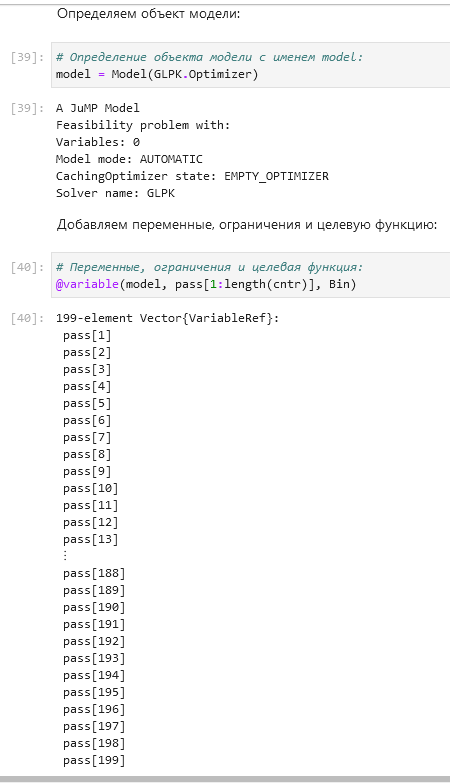 Определяем объект модели:
[39]: # Определение объекта модели с именем model:
model = Model(GLPK.Optimizer)
[39]: A JuMP Model
Feasibility problem with:
Variables: 0
Model mode: AUTOMATIC
CachingOptimizer state: EMPTY_OPTIMIZER
Solver name: GLPK
Добавляем переменные, ограничения и целевую функцию:
[40]: # Переменные, ограничения и целевая функция:
@variable(model, pass[1:length(cntr)], Bin)
[40]: 199-element Vector{VariableRef}:
pass[1]
pass[2]
pass[3]
pass[4]
pass[5]
pass[6]
pass[7]
pass[8]
pass[9]
pass[10]
pass[11]
pass[12]
pass[13]
⋮
pass[188]
pass[189]
pass[190]
pass[191]
pass[192]
pass[193]
pass[194]
pass[195]
pass[196]
pass[197]
pass[198]
pass[199]